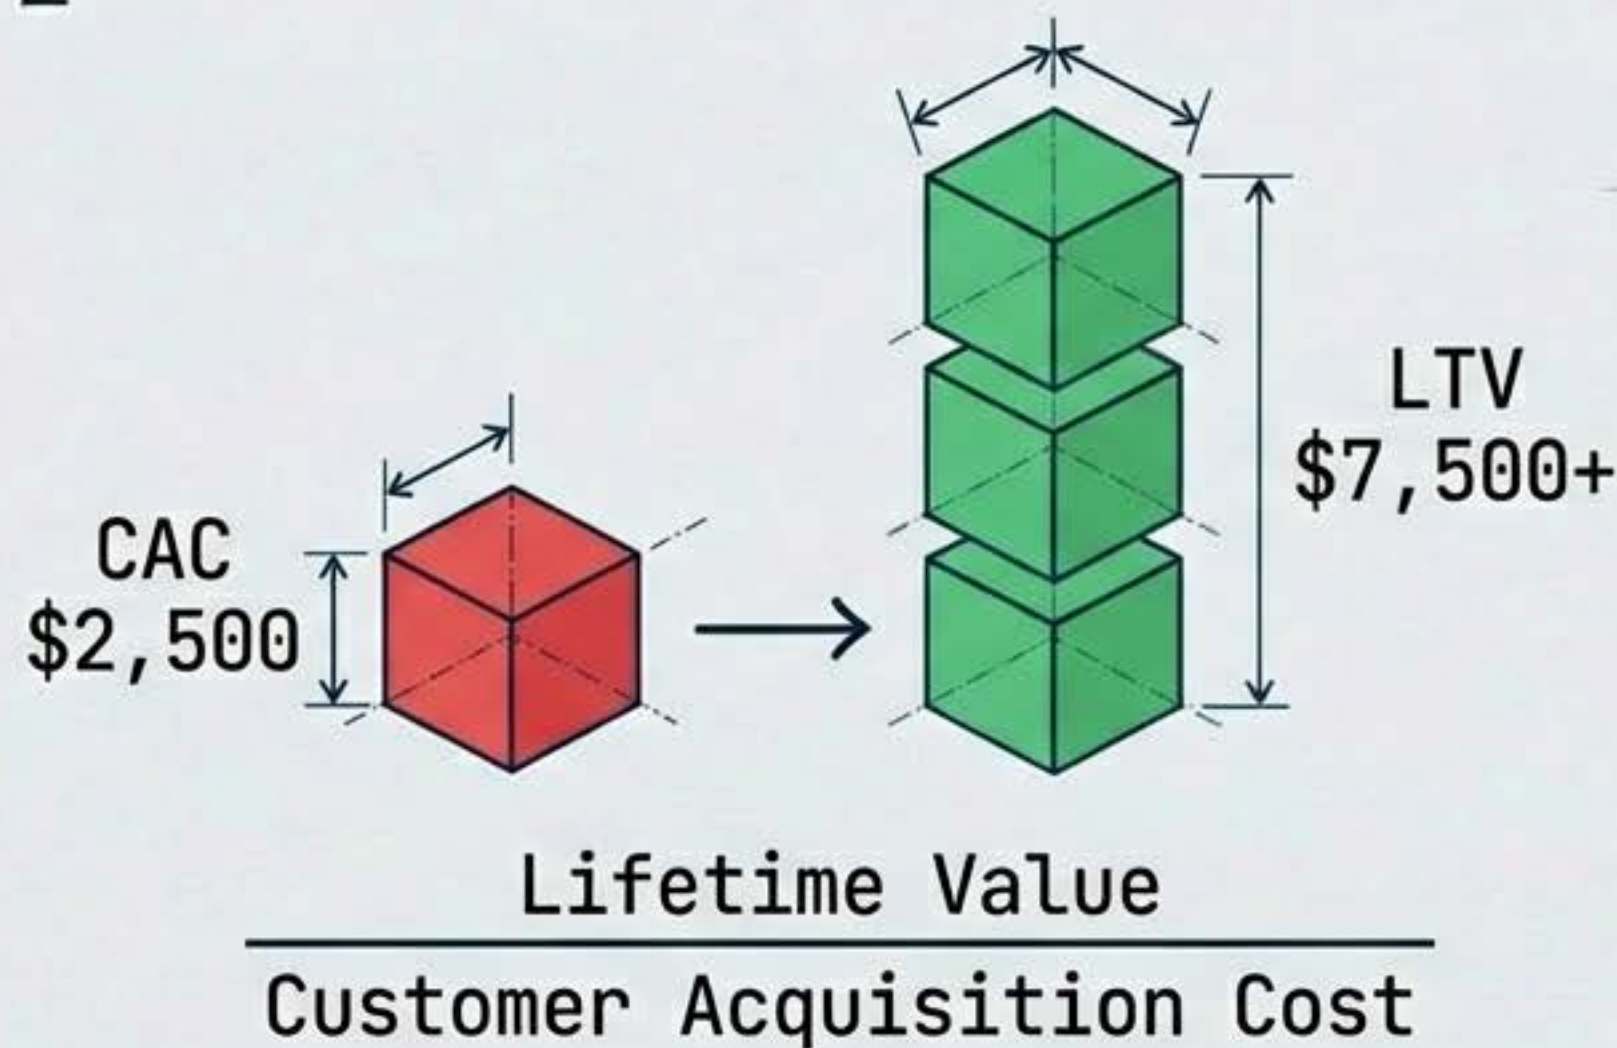 CAC
$2,500
LTV
$7,500+
Lifetime Value
Customer Acquisition Cost